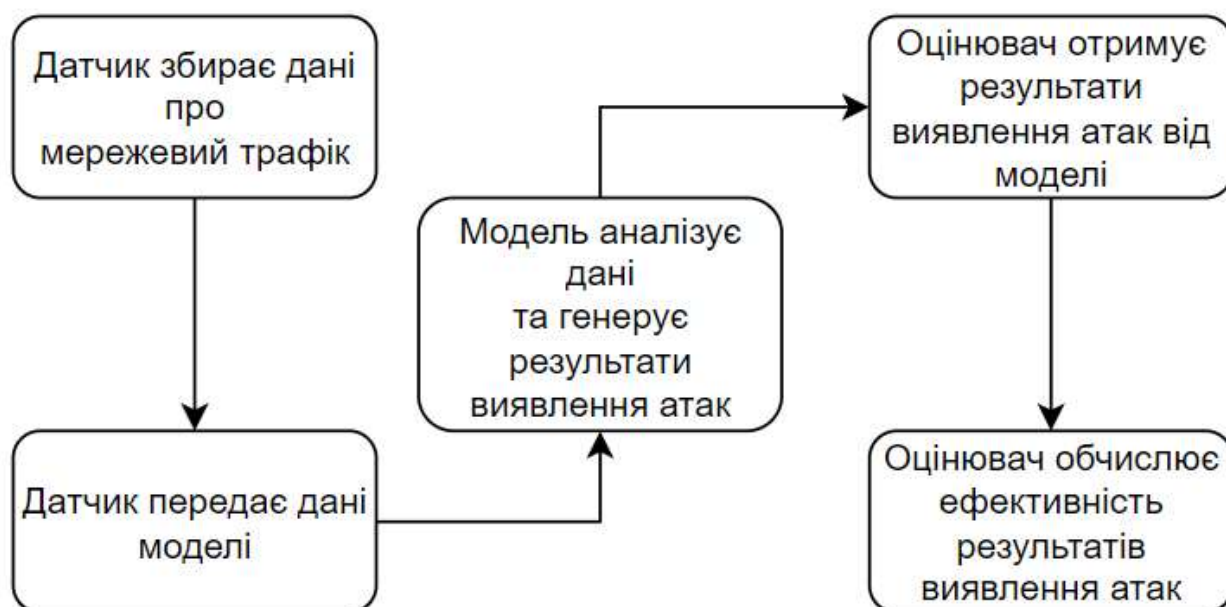 Датчик збирає дані
про
мережевий трафік
Датчик передає дані
моделі
Модель аналізує
дані
та генерує
результати
виявлення атак
Оцінювач отримує
результати
виявлення атак від
моделі
Оцінювач обчислює
ефективність
результатів
виявлення атак